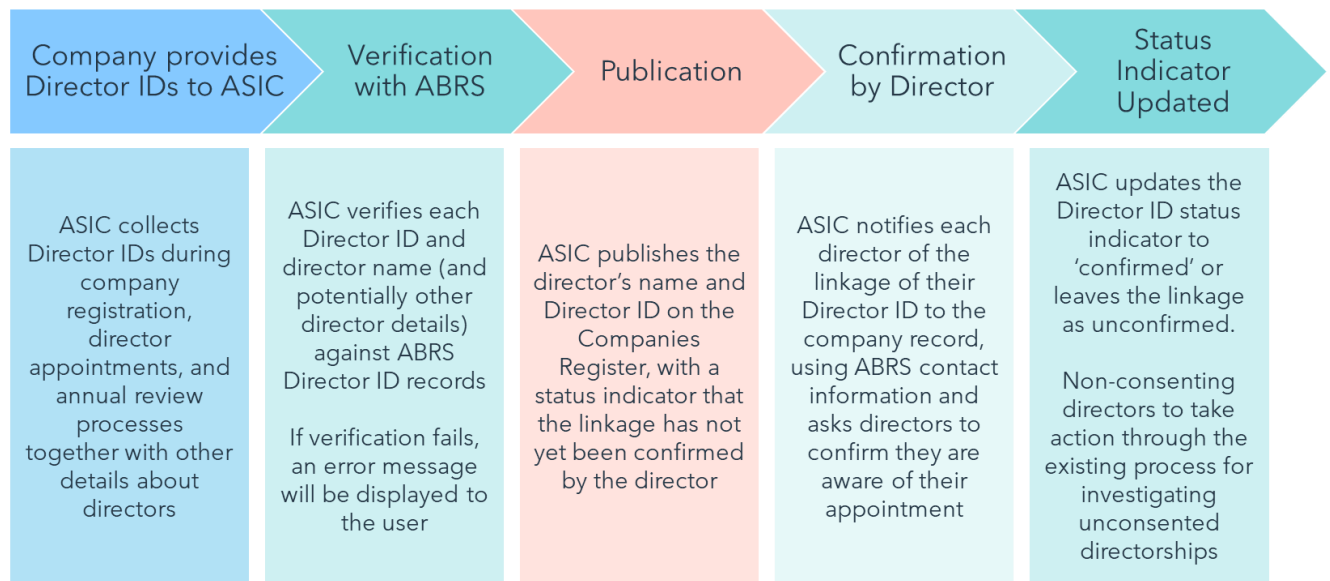 Company provides
Director IDs to ASIC
Verification
with ABRS
Publication
Confirmation
by Director
Status
Indicator
Updated
ASIC collects
Director IDs during
company
registration,
director
appointments, and
annual review
processes
together with other
details about
directors
ASIC verifies each
Director ID and
director name (and
potentially other
director details)
against ABRS
Director ID records
If verification fails,
an error message
will be displayed to
the user
ASIC publishes the
director’s name and
Director ID on the
Companies
Register, with a
status indicator that
the linkage has not
yet been confirmed
by the director
ASIC notifies each
director of the
linkage of their
Director ID to the
company record,
using ABRS contact
information and
asks directors to
confirm they are
aware of their
appointment
ASIC updates the
Director ID status
indicator to
‘confirmed’ or
leaves the linkage
as unconfirmed.
Non-consenting
directors to take
action through the
existing process for
investigating
unconsented
directorships